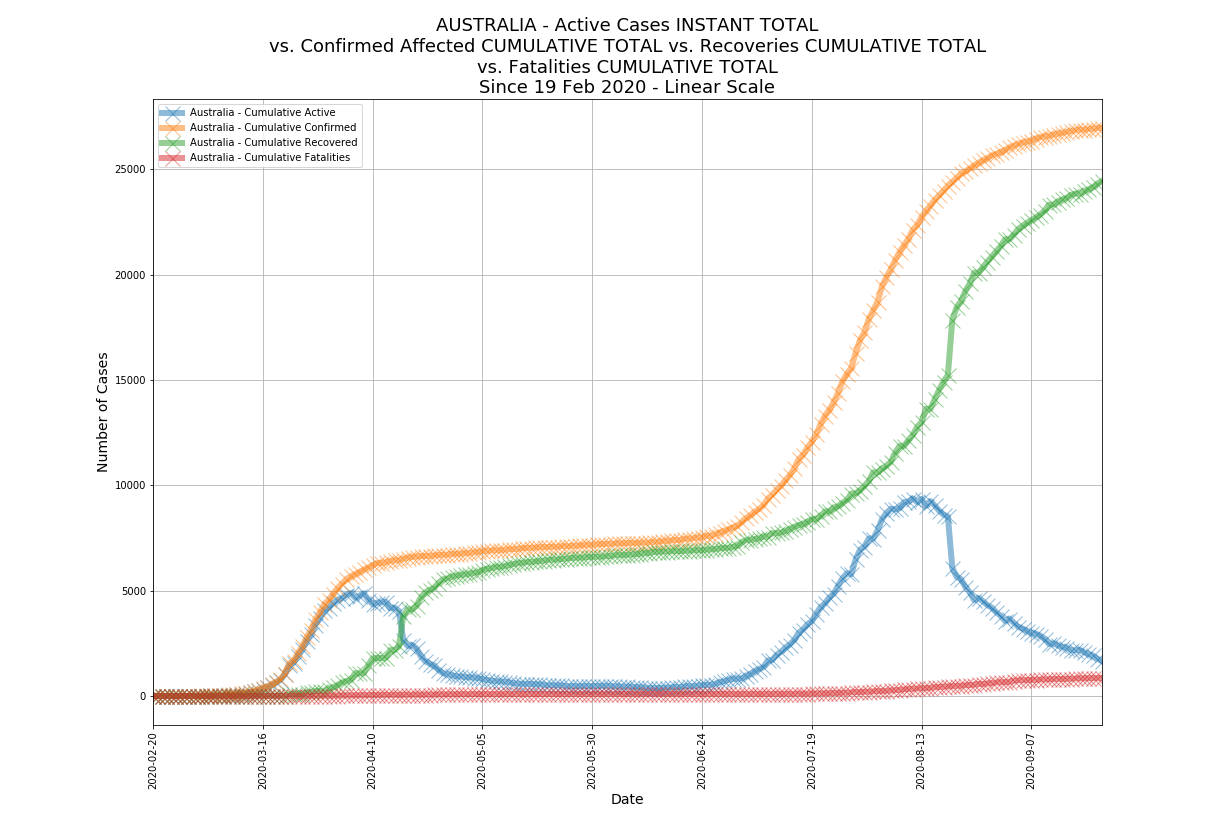 AUSTRALIA - Active Cases INSTANT TOTAL
vs. Confirmed Affected CUMULATIVE TOTAL vs. Recoveries CUMULATIVE TOTAL
vs. Fatalities CUMULATIVE TOTAL
Since 19 Feb 2020 - Linear Scale
Australia - Cumulative Active
Australia - Cumulative Confirmed
Australia - Cumulative Recovered
Australia - Cumulative Fatalities
Number of Cases
25000
20000
15000
10000
5000
0
2020-02-20
2020-03-16
2020-04-10
2020-05-05
2020-05-30
2020-06-24
2020-07-19
2020-08-13
2020-09-07
Date